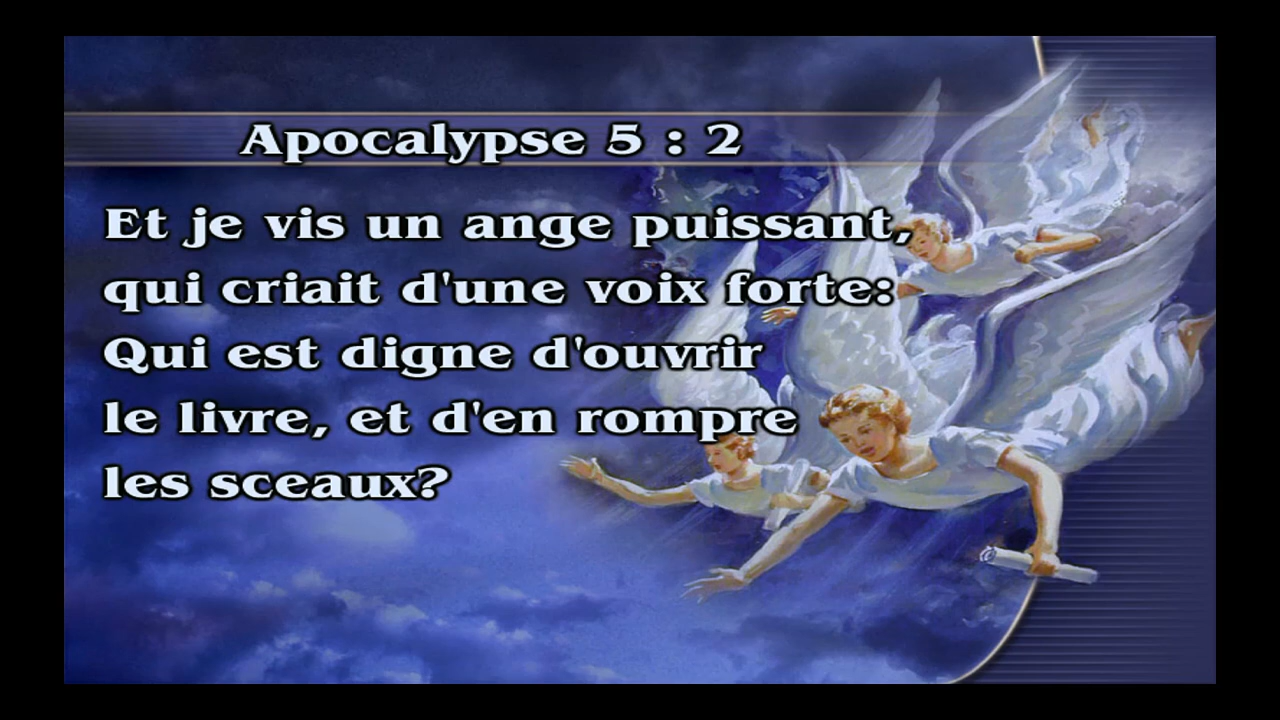 Apocalypse 5 : 2
Et je vis un ange puissant,
qui criait d'une voix forte:
Qui est digne d'ouvrir
le livre, et d'en rompre
les sceaux?